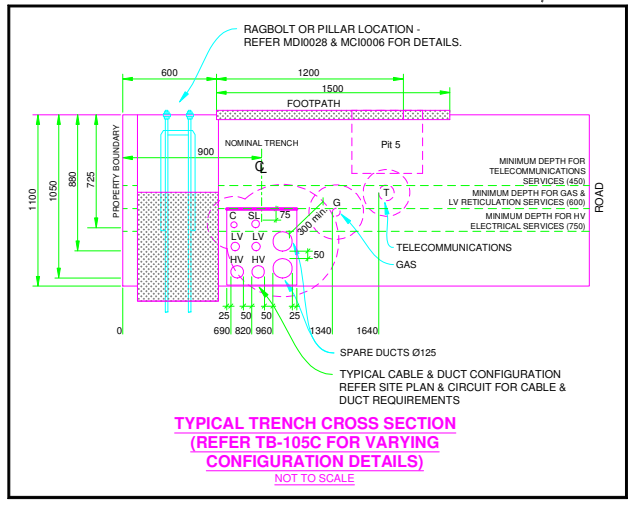 RAGBOLT OR PILLAR LOCATION -
REFER MDI0028 & MCI0006 FOR DETAILS.
600
1200
1500
FOOTPATH
NOMINAL TRENCH
Pit 5
900
CL
PROPERTY BOUNDARY
1100
1050
880
725
MINIMUM DEPTH FOR
TELECOMMUNICATIONS
SERVICES (450)
MINIMUM DEPTH FOR GAS &
LV RETICULATION SERVICES (600)
MINIMUM DEPTH FOR HV
ELECTRICAL SERVICES (750)
ROAD
C SL 75
300 min
G
T
LV LV
HV HV
50
TELECOMMUNICATIONS
GAS
25 50 50 25
0 690 820 960 1340 1640
SPARE DUCTS Ø125
TYPICAL CABLE & DUCT CONFIGURATION
REFER SITE PLAN & CIRCUIT FOR CABLE &
DUCT REQUIREMENTS
TYPICAL TRENCH CROSS SECTION
(REFER TB-105C FOR VARYING
CONFIGURATION DETAILS)
NOT TO SCALE